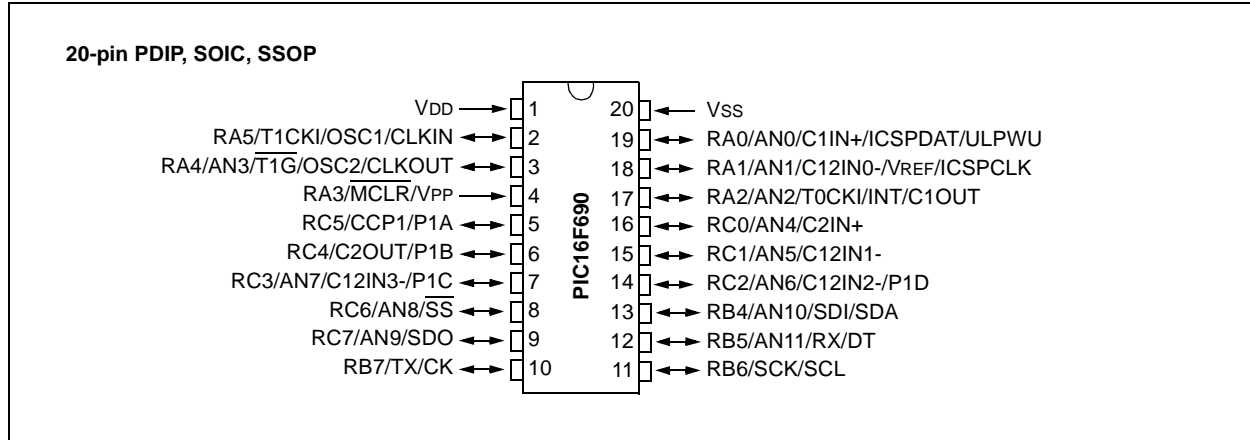 20-pin PDIP, SOIC, SSOP
VDD 1 20 VSS
RA5/T1CKI/OSC1/CLKIN 2 19 RA0/AN0/C1IN+/ICSPDAT/ULPWU
RA4/AN3/T1G/OSC2/CLKOUT 3 18 RA1/AN1/C12IN0-/VREF/ICSPCLK
RA3/MCLR/VPP 4 17 RA2/AN2/T0CKI/INT/C1OUT
RC5/CCP1/P1A 5 16 RC0/AN4/C2IN+
RC4/C2OUT/P1B 6 15 RC1/AN5/C12IN1-
RC3/AN7/C12IN3-/P1C 7 14 RC2/AN6/C12IN2-/P1D
RC6/AN8/SS 8 13 RB4/AN10/SDI/SDA
RC7/AN9/SDO 9 12 RB5/AN11/RX/DT
RB7/TX/CK 10 11 RB6/SCK/SCL
PIC16F690